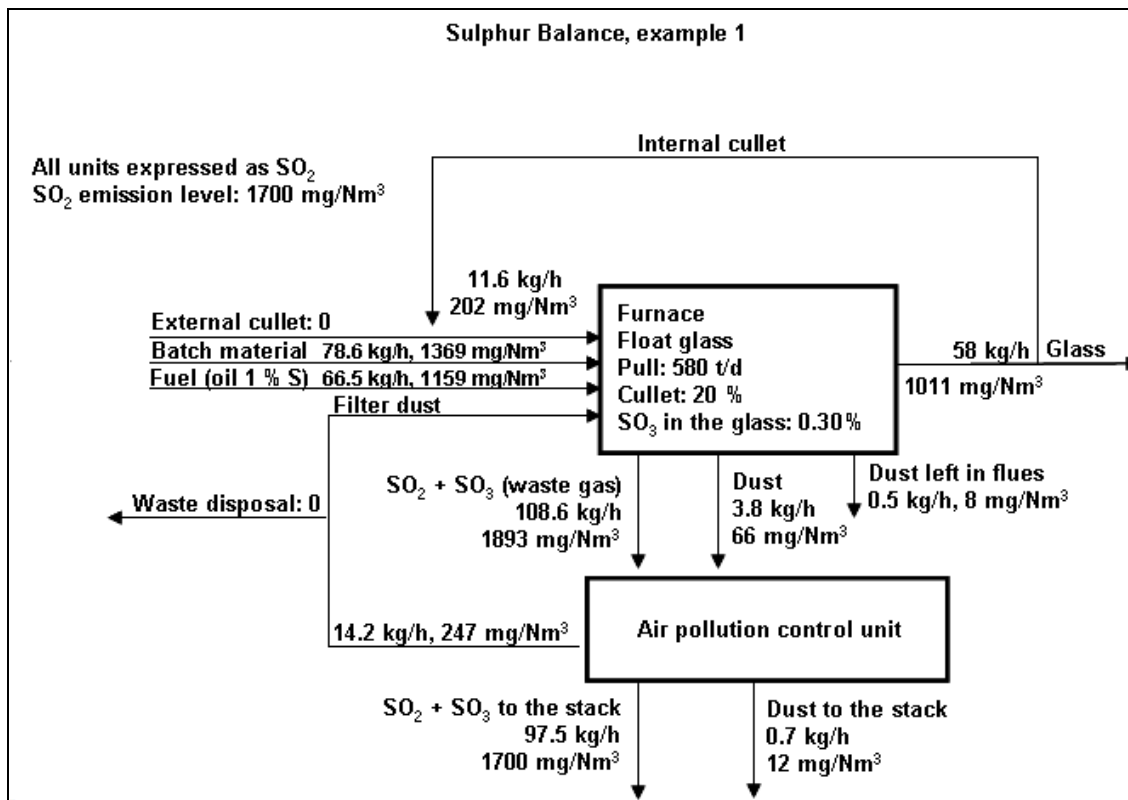 Sulphur Balance, example 1
Internal cullet
All units expressed as SO₂
SO₂ emission level: 1700 mg/Nm³
11.6 kg/h
202 mg/Nm³
External cullet: 0
Batch material 78.6 kg/h, 1369 mg/Nm³
Fuel (oil 1 % S) 66.5 kg/h, 1159 mg/Nm³
Filter dust
Furnace
Float glass
Pull: 580 t/d
Cullet: 20 %
SO₃ in the glass: 0.30%
58 kg/h Glass
1011 mg/Nm³
Waste disposal: 0
SO₂ + SO₃ (waste gas)
108.6 kg/h
1893 mg/Nm³
Dust
3.8 kg/h
66 mg/Nm³
Dust left in flues
0.5 kg/h, 8 mg/Nm³
14.2 kg/h, 247 mg/Nm³
Air pollution control unit
SO₂ + SO₃ to the stack
97.5 kg/h
1700 mg/Nm³
Dust to the stack
0.7 kg/h
12 mg/Nm³